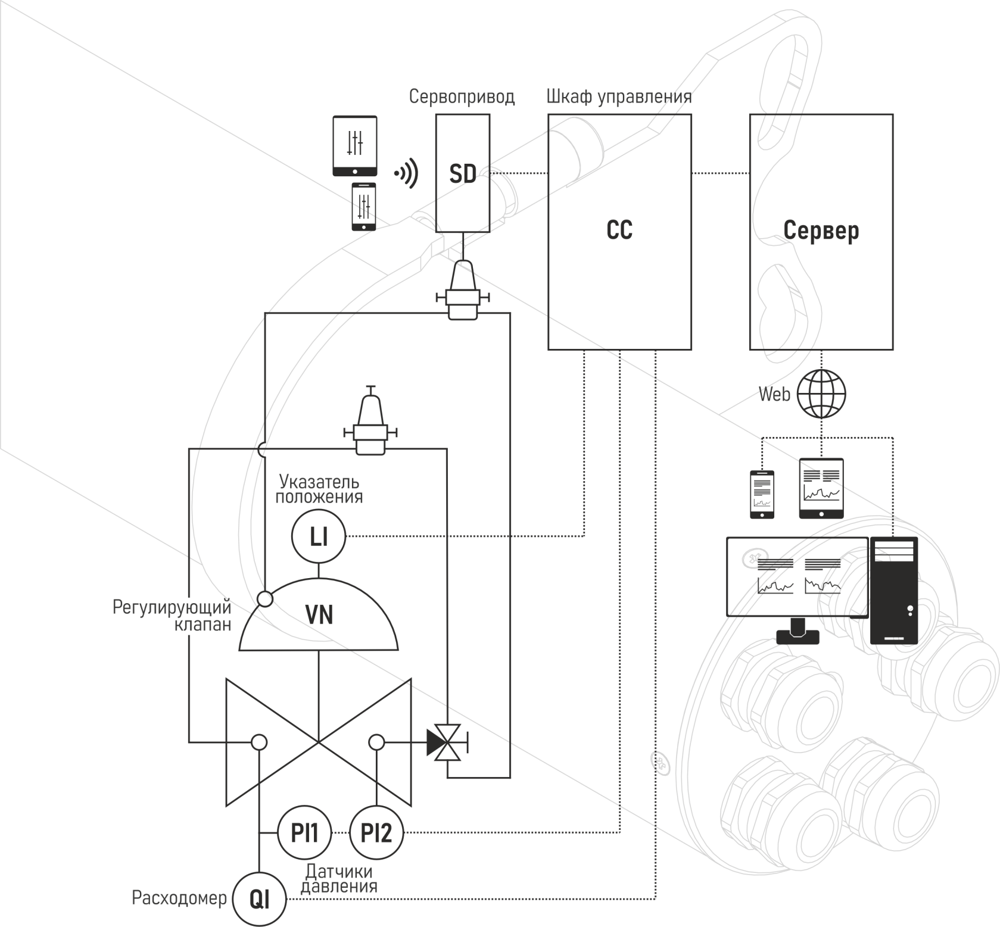 Сервопривод
Шкаф управления
SD
CC
Сервер
Web
Указатель
положения
LI
Регулирующий
клапан
VN
PI1
PI2
Датчики
давления
Расходомер
QI